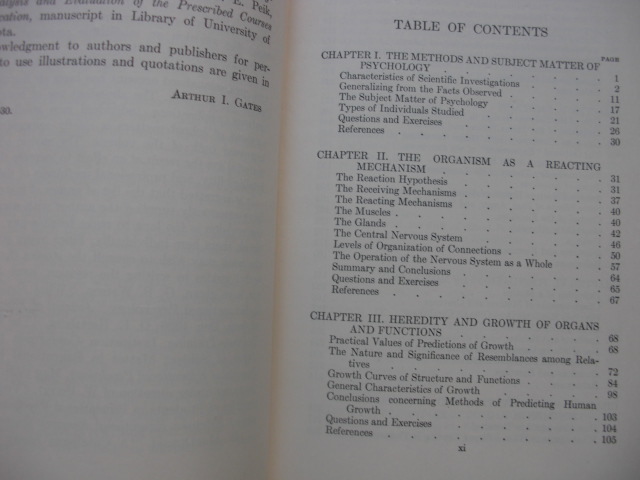 E. Peik,
Analysis and Evaluation of the Prescribed Courses
cation, manuscript in Library of University of
ota.
nowledgment to authors and publishers for per-
to use illustrations and quotations are given in
ARTHUR I. GATES
30.
TABLE OF CONTENTS
PAGE
CHAPTER I. THE METHODS AND SUBJECT MATTER OF
PSYCHOLOGY . . . . . . . 1
Characteristics of Scientific Investigations . . . . 2
Generalizing from the Facts Observed . . . . 11
The Subject Matter of Psychology . . . . . 17
Types of Individuals Studied . . . . . 21
Questions and Exercises . . . . . . 26
References . . . . . . . 30
CHAPTER II. THE ORGANISM AS A REACTING
MECHANISM . . . . . . . 31
The Reaction Hypothesis . . . . . . 31
The Receiving Mechanisms . . . . . . 37
The Reacting Mechanisms . . . . . . 40
The Muscles . . . . . . . 40
The Glands . . . . . . . 42
The Central Nervous System . . . . . 46
Levels of Organization of Connections . . . . 50
The Operation of the Nervous System as a Whole . . 57
Summary and Conclusions . . . . . . 64
Questions and Exercises . . . . . . 65
References . . . . . . . 67
CHAPTER III. HEREDITY AND GROWTH OF ORGANS
AND FUNCTIONS . . . . . . 68
Practical Values of Predictions of Growth . . . . 68
The Nature and Significance of Resemblances among Rela-
tives . . . . . . . 72
Growth Curves of Structure and Functions . . . 84
General Characteristics of Growth . . . . 98
Conclusions concerning Methods of Predicting Human
Growth . . . . . . . 103
Questions and Exercises . . . . . . 104
References . . . . . . . 105
xi